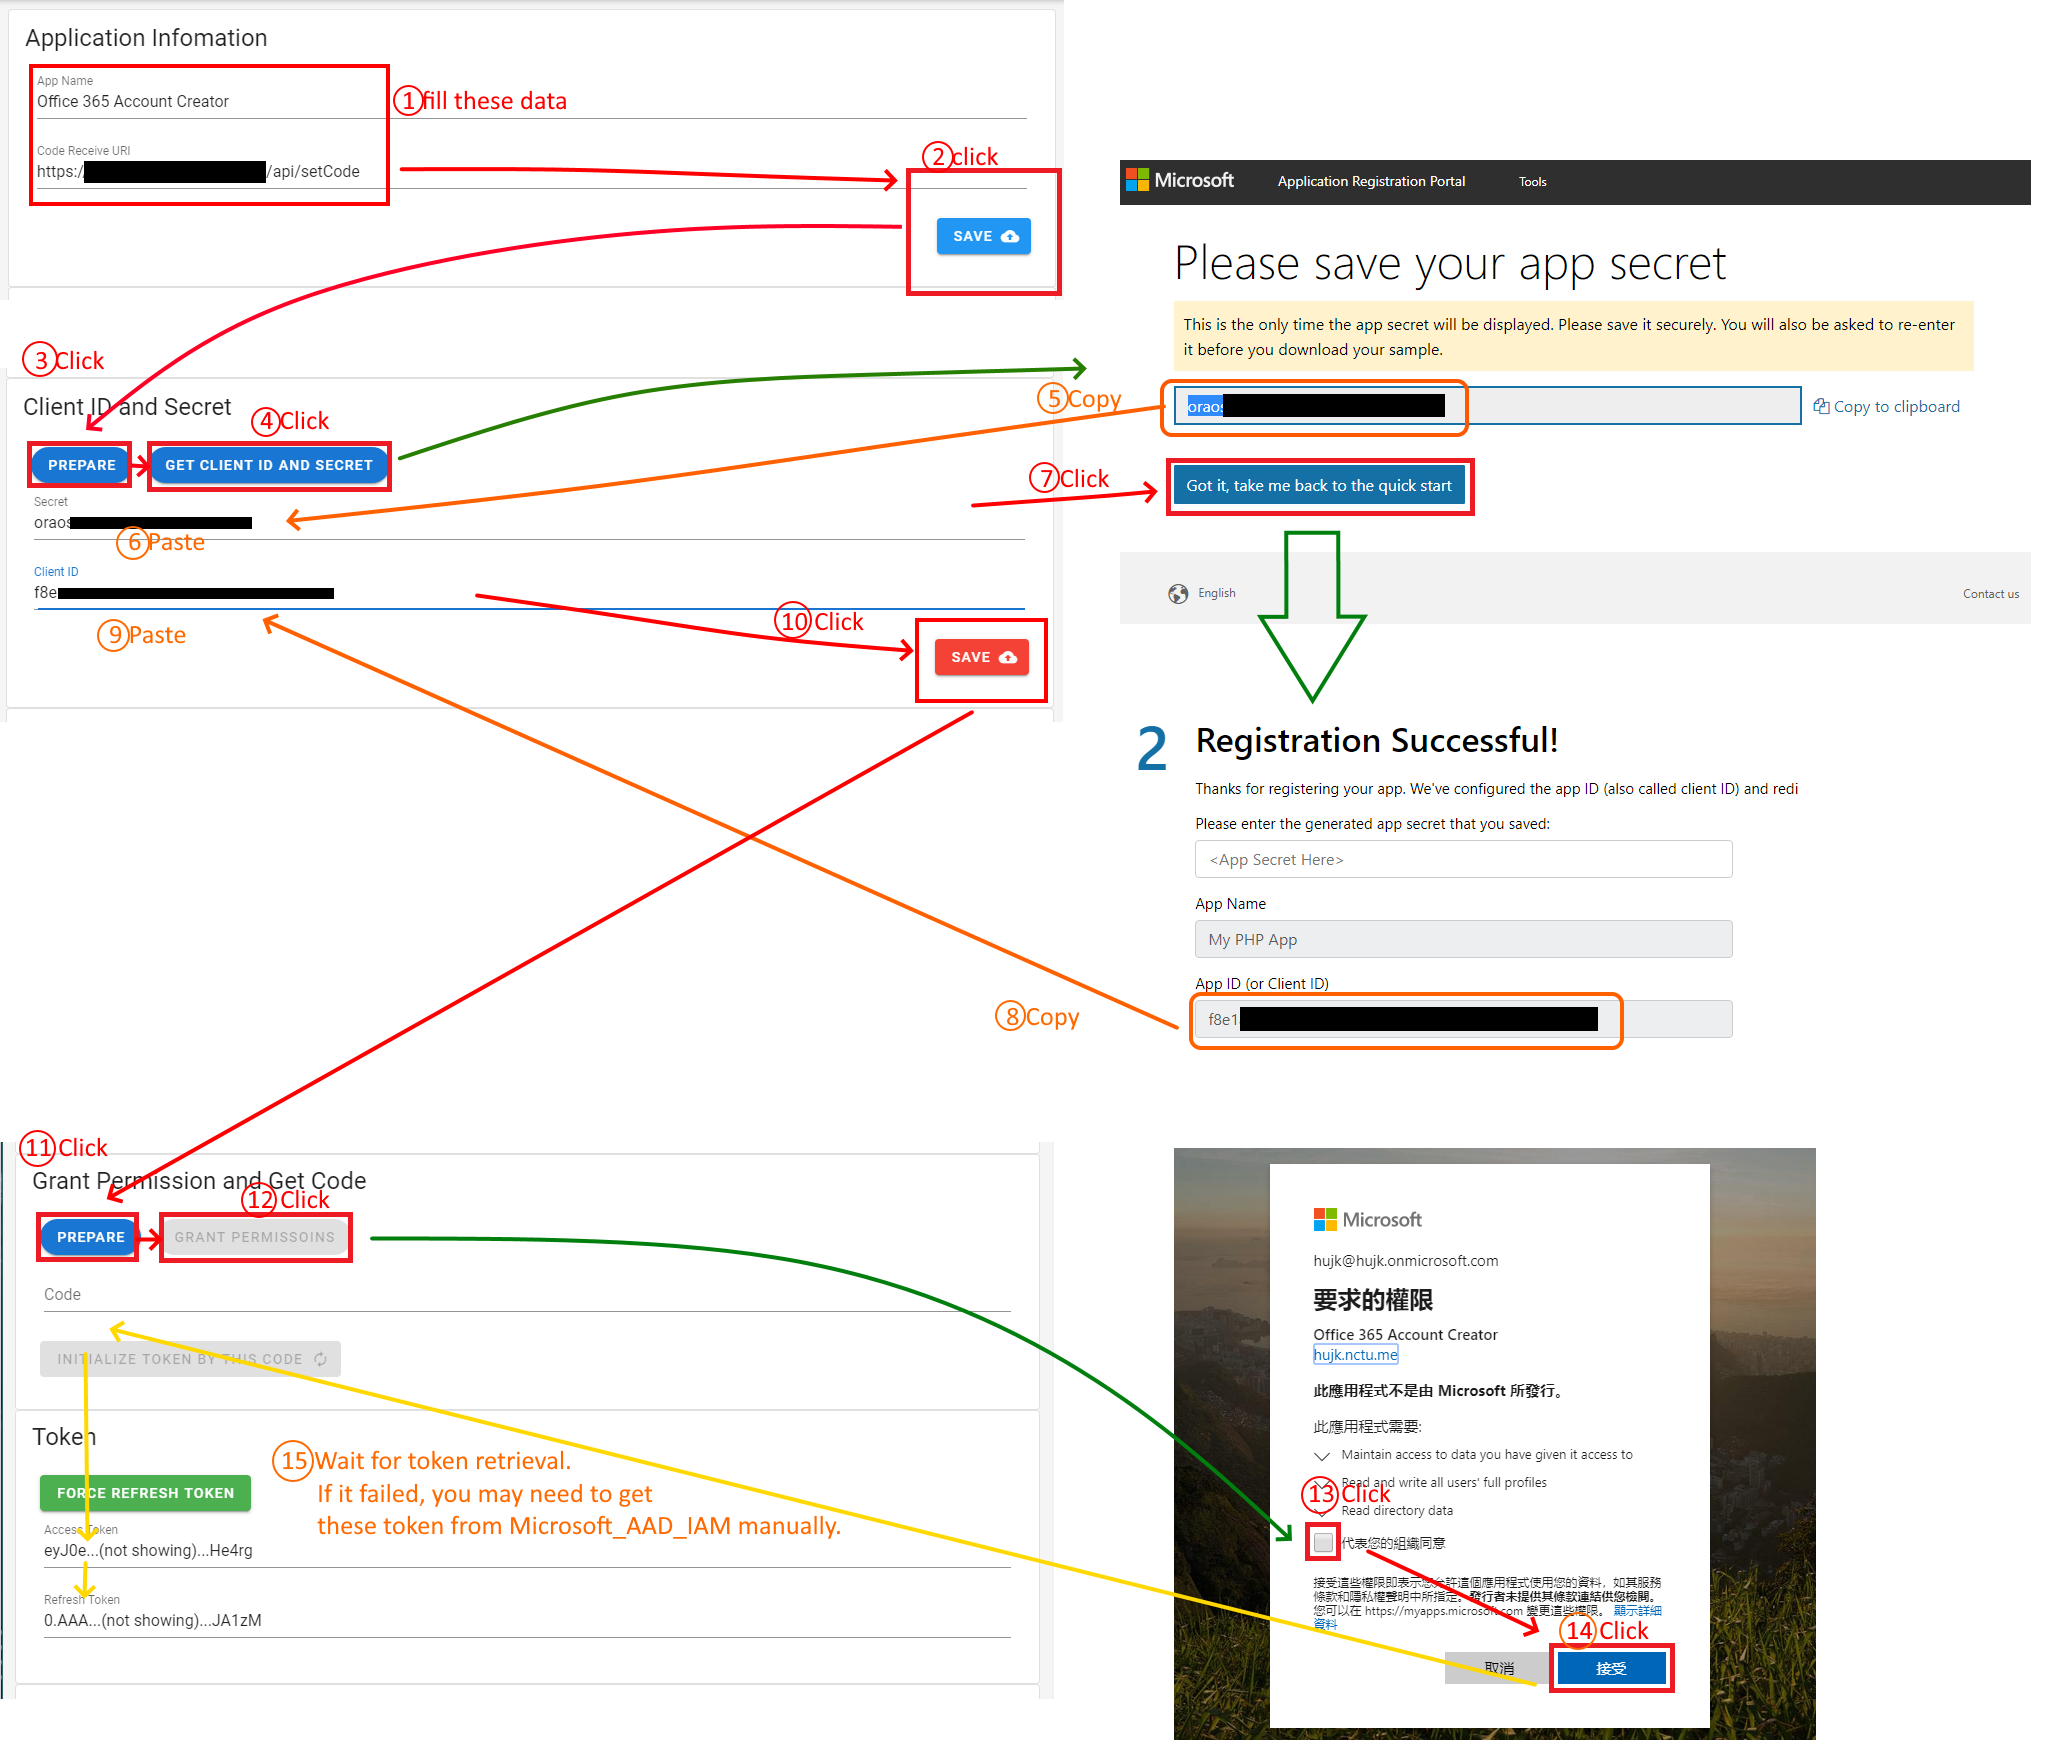 Application Infomation
App Name
Office 365 Account Creator
①fill these data
Code Receive URI
https:/ /api/setCode
②click
SAVE
③Click
Client ID and Secret
④Click
PREPARE
GET CLIENT ID AND SECRET
Secret
oraos
⑥Paste
Client ID
f8e
⑨Paste
⑩Click
SAVE
Microsoft
Application Registration Portal
Tools
Please save your app secret
This is the only time the app secret will be displayed. Please save it securely. You will also be asked to re-enter
it before you download your sample.
⑤Copy
oraos
Copy to clipboard
⑦Click
Got it, take me back to the quick start
English
Contact us
2
Registration Successful!
Thanks for registering your app. We've configured the app ID (also called client ID) and redi
Please enter the generated app secret that you saved:
<App Secret Here>
App Name
My PHP App
App ID (or Client ID)
⑧Copy
f8e1
⑪Click
Grant Permission and Get Code
⑫Click
PREPARE
GRANT PERMISSOINS
Code
INITIALIZE TOKEN BY THIS CODE
Token
⑮Wait for token retrieval.
If it failed, you may need to get
these token from Microsoft_AAD_IAM manually.
FORCE REFRESH TOKEN
Access Token
eyJ0e...(not showing)...He4rg
Refresh Token
0.AAA...(not showing)...JA1zM
Microsoft
hujk@hujk.onmicrosoft.com
要求的權限
Office 365 Account Creator
hujk.nctu.me
此應用程式不是由 Microsoft 所發行。
此應用程式需要:
Maintain access to data you have given it access to
Read and write all users' full profiles
⑬Click
Read directory data
代表您的組織同意
接受這些權限即表示您允許這個應用程式使用您的資料，如其服務
條款和隱私權聲明中所指定。發行者未提供其條款連結供您檢閱。
您可以在 https://myapps.microsoft.com 變更這些權限。 顯示詳細
資料
⑭Click
取消
接受